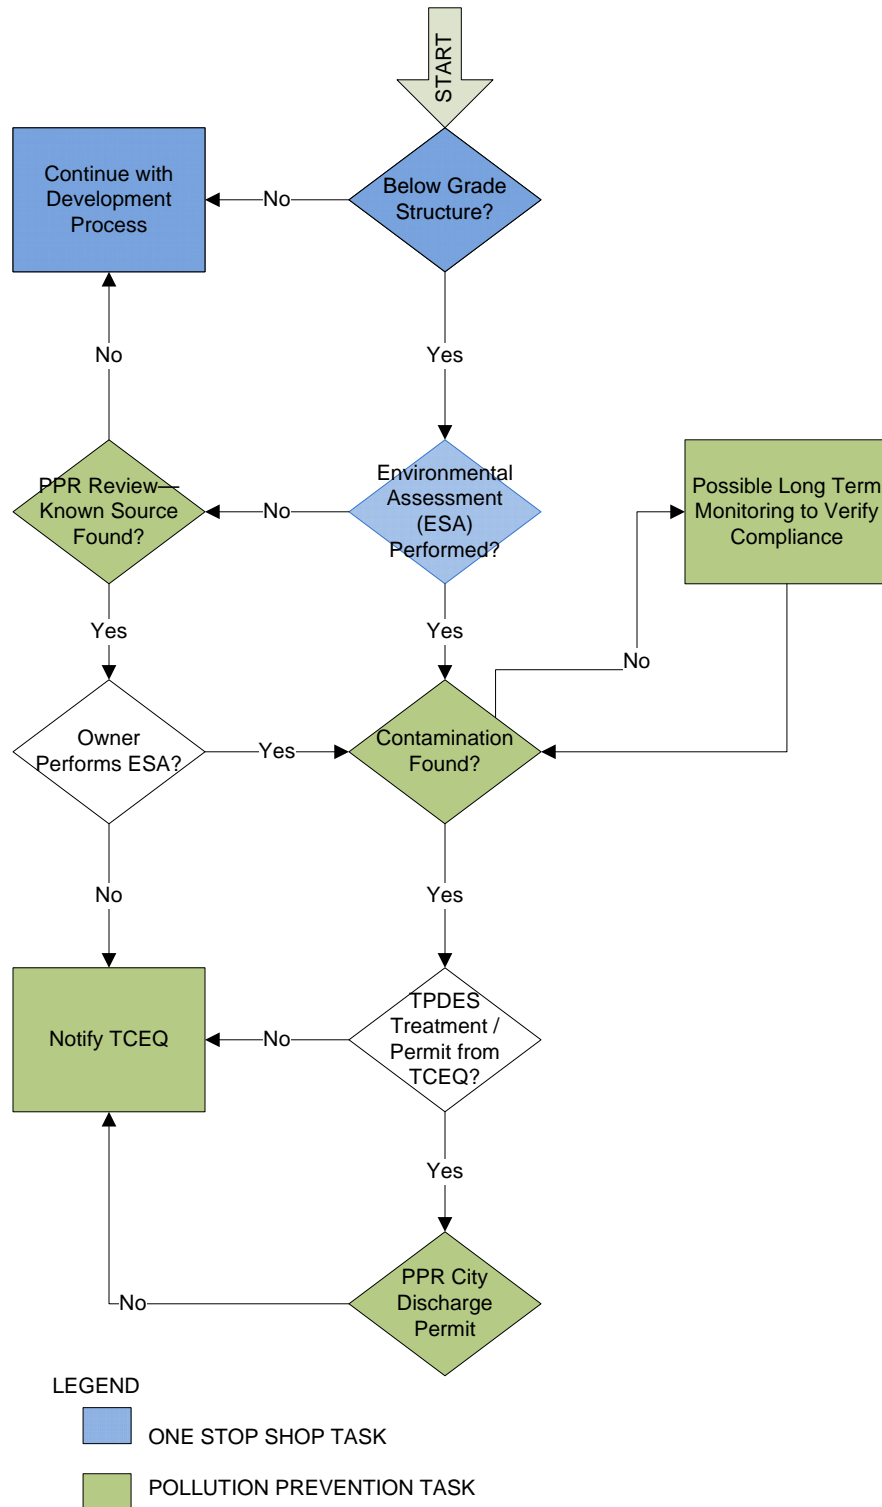 START
Below Grade
Structure?
No
Continue with
Development
Process
Yes
No
Environmental
Assessment
(ESA)
Performed?
No
PPR Review—
Known Source
Found?
Possible Long Term
Monitoring to Verify
Compliance
Yes
Yes
No
Owner
Performs ESA?
Yes
Contamination
Found?
No
Yes
TPDES
Treatment /
Permit from
TCEQ?
No
Notify TCEQ
Yes
PPR City
Discharge
Permit
No
LEGEND
ONE STOP SHOP TASK
POLLUTION PREVENTION TASK